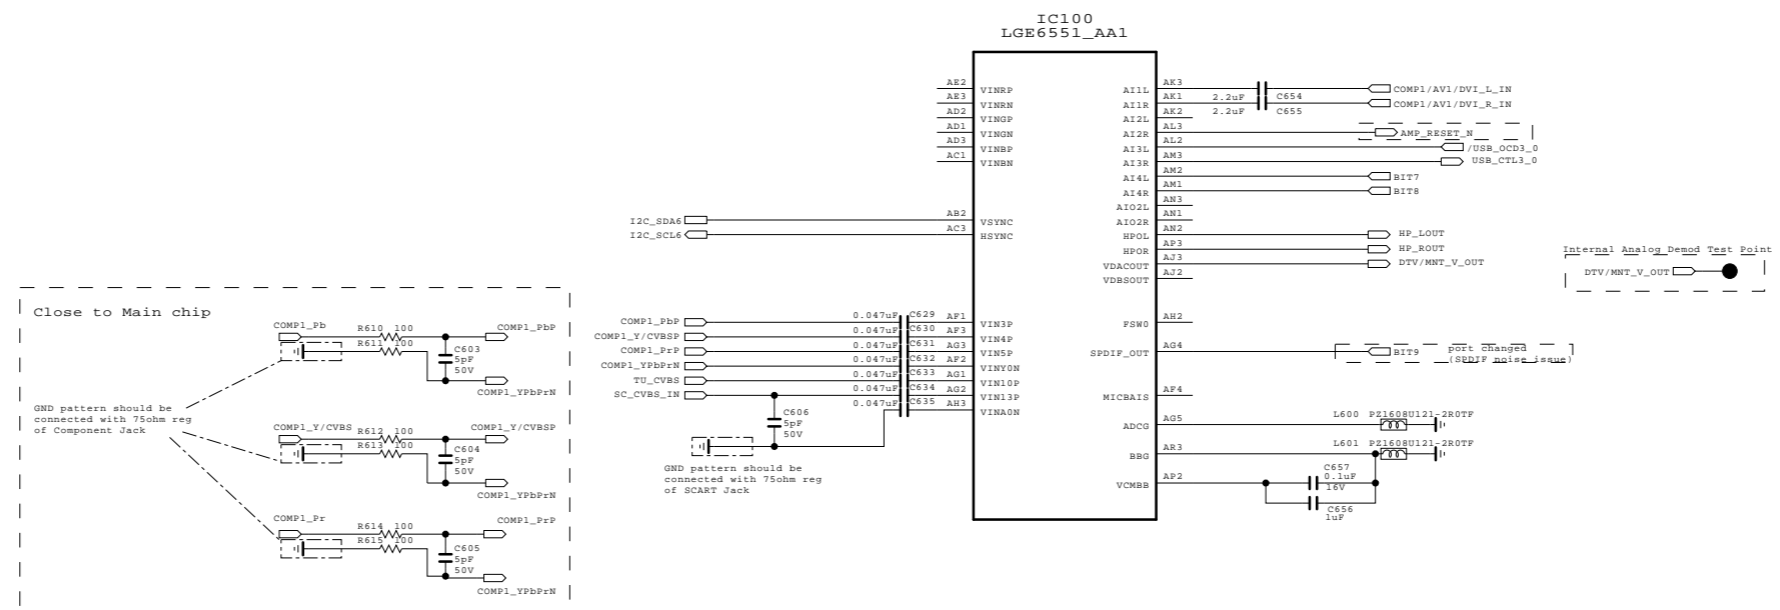 IC100
LGE6551_AA1
AE2
VINRP
AE3
VINRN
AD2
VINGP
AD1
VINGN
AD3
VINBP
AC1
VINBN
I2C_SDA6
AB2
VSYNC
I2C_SCL6
AC3
HSYNC
COMP1_PbP
0.047uF C629
AF1
VIN3P
COMP1_Y/CVBSP
0.047uF C630
AF3
VIN4P
COMP1_PrP
0.047uF C631
AG3
VIN5P
COMP1_YPbPrN
0.047uF C632
AF2
VINY0N
TU_CVBS
0.047uF C633
AG1
VIN10P
SC_CVBS_IN
0.047uF C634
AG2
VIN13P
0.047uF C635
AH3
VINA0N
C606
5pF
50V
GND pattern should be
connected with 75ohm reg
of SCART Jack
AK3
AI1L
C654
COMP1/AV1/DVI_L_IN
AK1
AI1R
2.2uF
2.2uF
C655
COMP1/AV1/DVI_R_IN
AK2
AI2L
AL3
AI2R
AMP_RESET_N
AL2
AI3L
/USB_OCD3_0
AM3
AI3R
USB_CTL3_0
AM2
AI4L
BIT7
AM1
AI4R
BIT8
AN3
AIO2L
AN1
AIO2R
AN2
HPOL
HP_LOUT
AP3
HPOR
HP_ROUT
AJ3
VDACOUT
DTV/MNT_V_OUT
AJ2
VDBSOUT
AH2
FSW0
AG4
SPDIF_OUT
BIT9
port changed
(SPDIF noise issue)
AF4
MICBAIS
AG5
ADCG
L600 PZ1608U121-2R0TF
AR3
BBG
L601 PZ1608U121-2R0TF
AP2
VCMBB
C657
0.1uF
16V
C656
1uF
Internal Analog Demod Test Point
DTV/MNT_V_OUT
Close to Main chip
COMP1_Pb
R610 100
COMP1_PbP
R611 100
C603
5pF
50V
COMP1_YPbPrN
GND pattern should be
connected with 75ohm reg
of Component Jack
COMP1_Y/CVBS
R612 100
COMP1_Y/CVBSP
R613 100
C604
5pF
50V
COMP1_YPbPrN
COMP1_Pr
R614 100
COMP1_PrP
R615 100
C605
5pF
50V
COMP1_YPbPrN